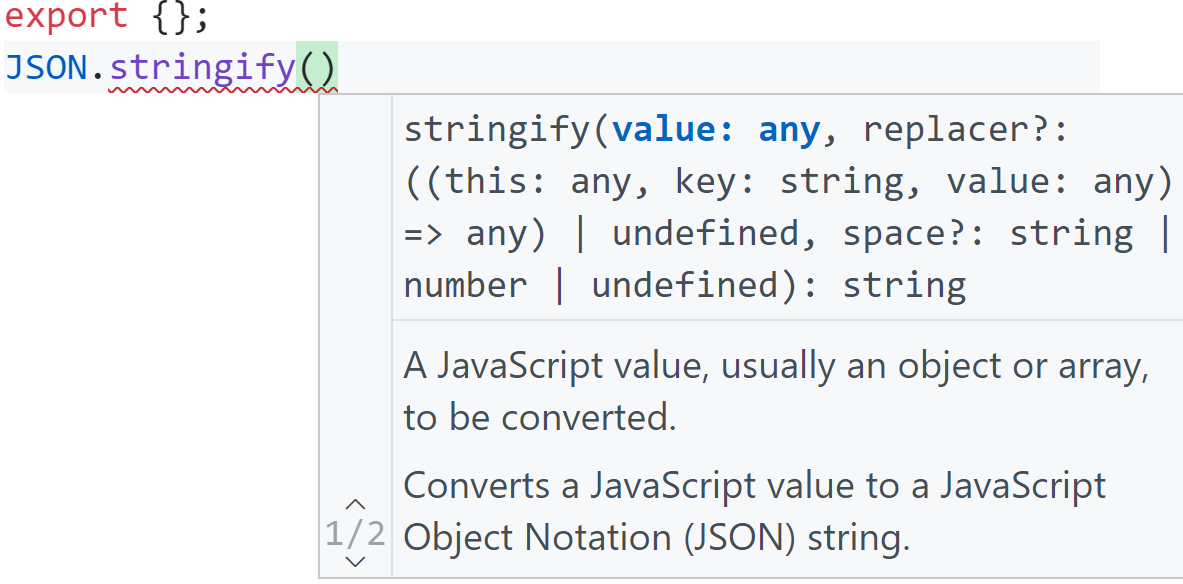 export {};
JSON.stringify()
stringify(value: any, replacer?:
((this: any, key: string, value: any)
=> any) | undefined, space?: string |
number | undefined): string
A JavaScript value, usually an object or array,
to be converted.
Converts a JavaScript value to a JavaScript
1/2
Object Notation (JSON) string.